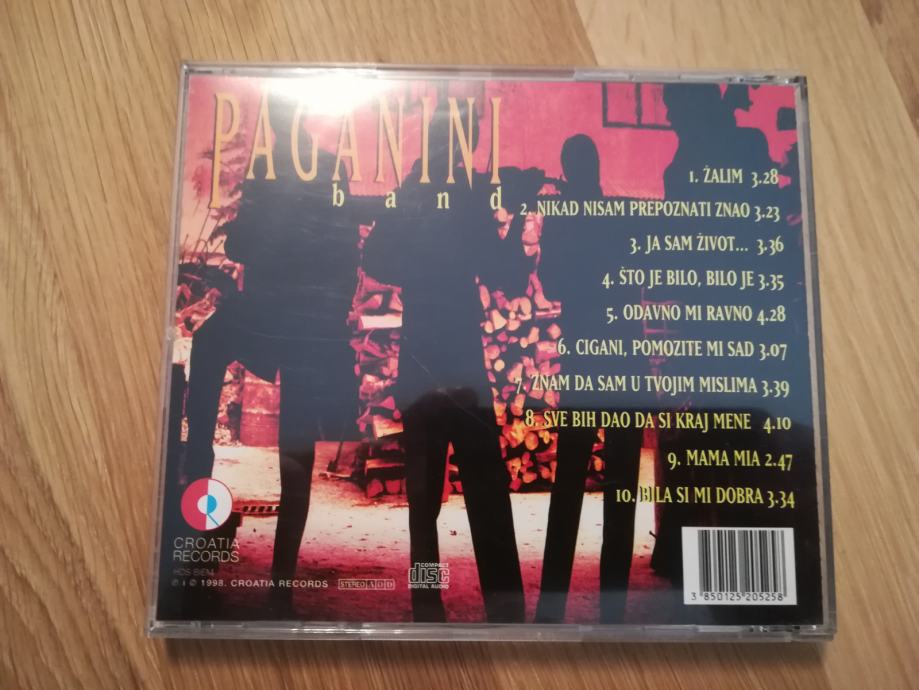 PAGANINI
band
1. ŽALIM 3.28
2. NIKAD NISAM PREPOZNATI ZNAO 3.23
3. JA SAM ŽIVOT... 3.36
4. ŠTO JE BILO, BILO JE 3.35
5. ODAVNO MI RAVNO 4.28
6. CIGANI, POMOZITE MI SAD 3.07
7. ZNAM DA SAM U TVOJIM MISLIMA 3.39
8. SVE BIH DAO DA SI KRAJ MENE 4.10
9. MAMA MIA 2.47
10. BILA SI MI DOBRA 3.34
CROATIA
RECORDS
HDS BIEM
℗ i © 1998. CROATIA RECORDS
STEREO ADD
COMPACT
disc
DIGITAL AUDIO
3 850125 205258